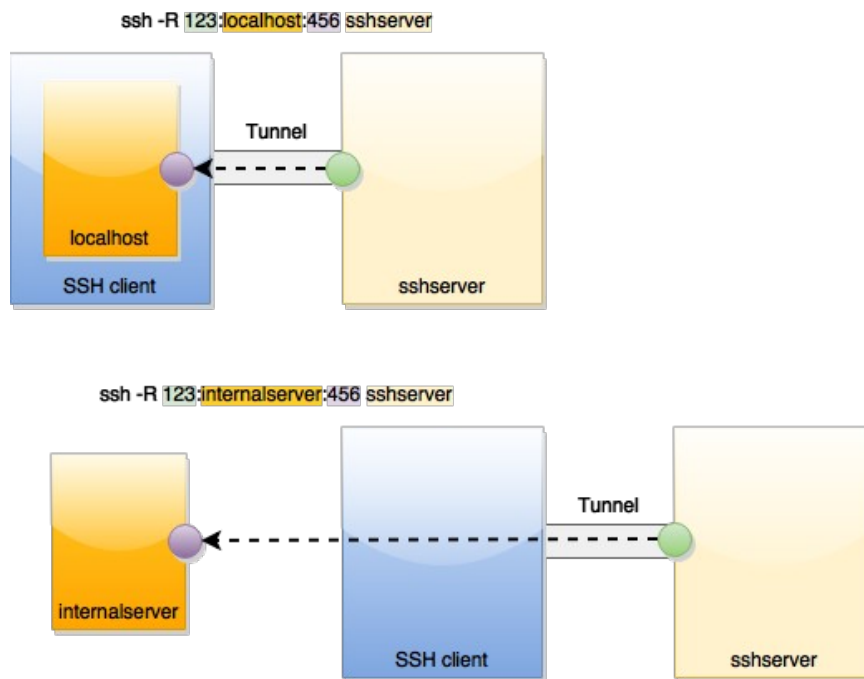 ssh -R 123:localhost:456 sshserver
Tunnel
localhost
SSH client
sshserver
ssh -R 123:internalserver:456 sshserver
Tunnel
internalserver
SSH client
sshserver